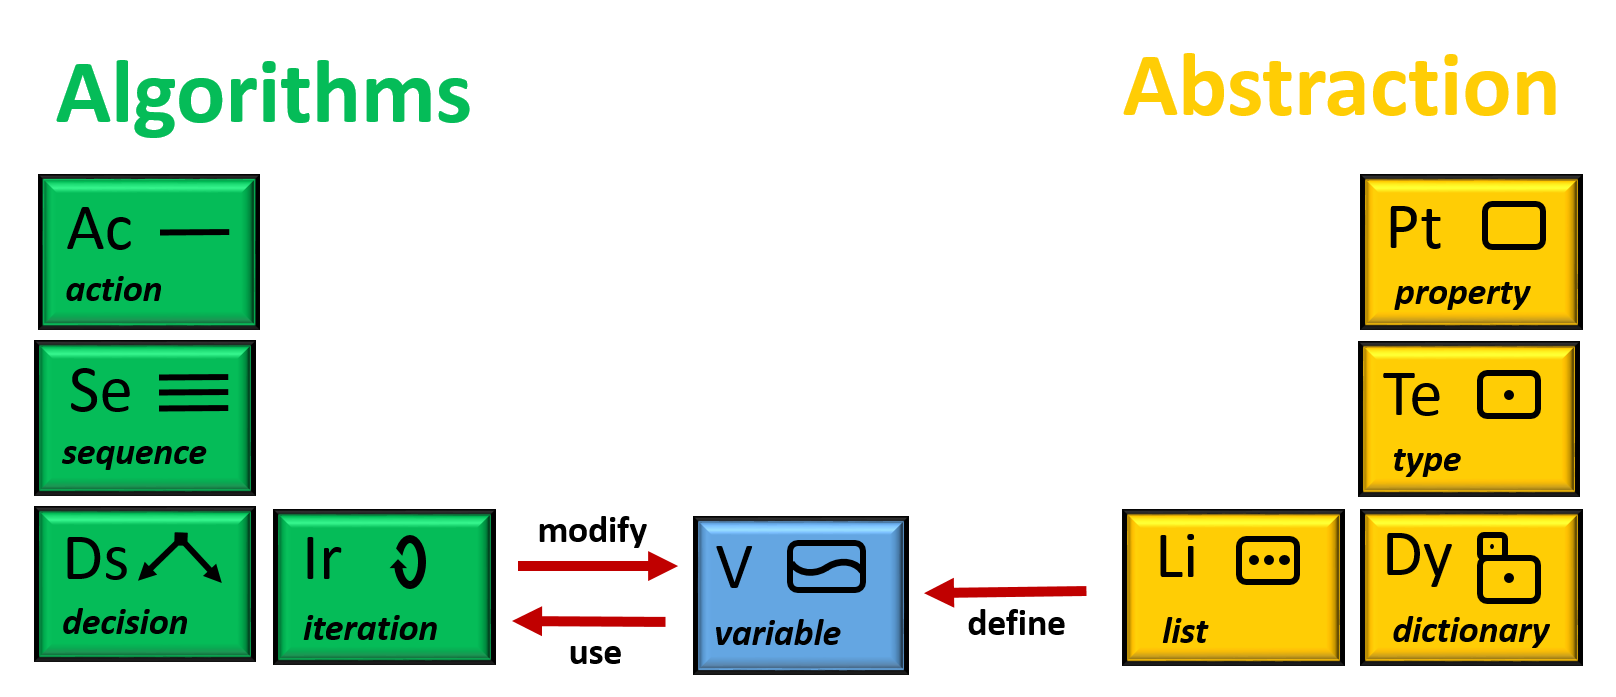 Algorithms
Abstraction
Ac
action
Pt
property
Se
sequence
Te
type
Ds
decision
Ir
iteration
modify
use
V
variable
define
Li
list
Dy
dictionary